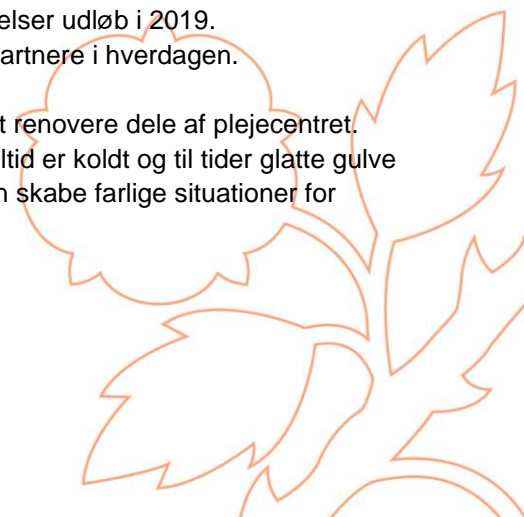 elser udløb i 2019.
artnere i hverdagen.
t renovere dele af plejecentret.
ltid er koldt og til tider glatte gulve
n skabe farlige situationer for